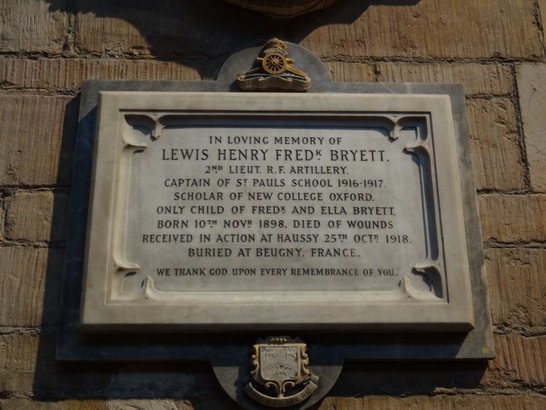 IN LOVING MEMORY OF
LEWIS HENRY FREDK BRYETT.
2ND LIEUT. R.F. ARTILLERY.
CAPTAIN OF ST PAULS SCHOOL 1916-1917.
SCHOLAR OF NEW COLLEGE OXFORD.
ONLY CHILD OF FREDK AND ELLA BRYETT,
BORN 10TH NOVR 1898, DIED OF WOUNDS
RECEIVED IN ACTION AT HAUSSY 25TH OCTR 1918.
BURIED AT BEUGNY, FRANCE.
WE THANK GOD UPON EVERY REMEMBRANCE OF YOU.